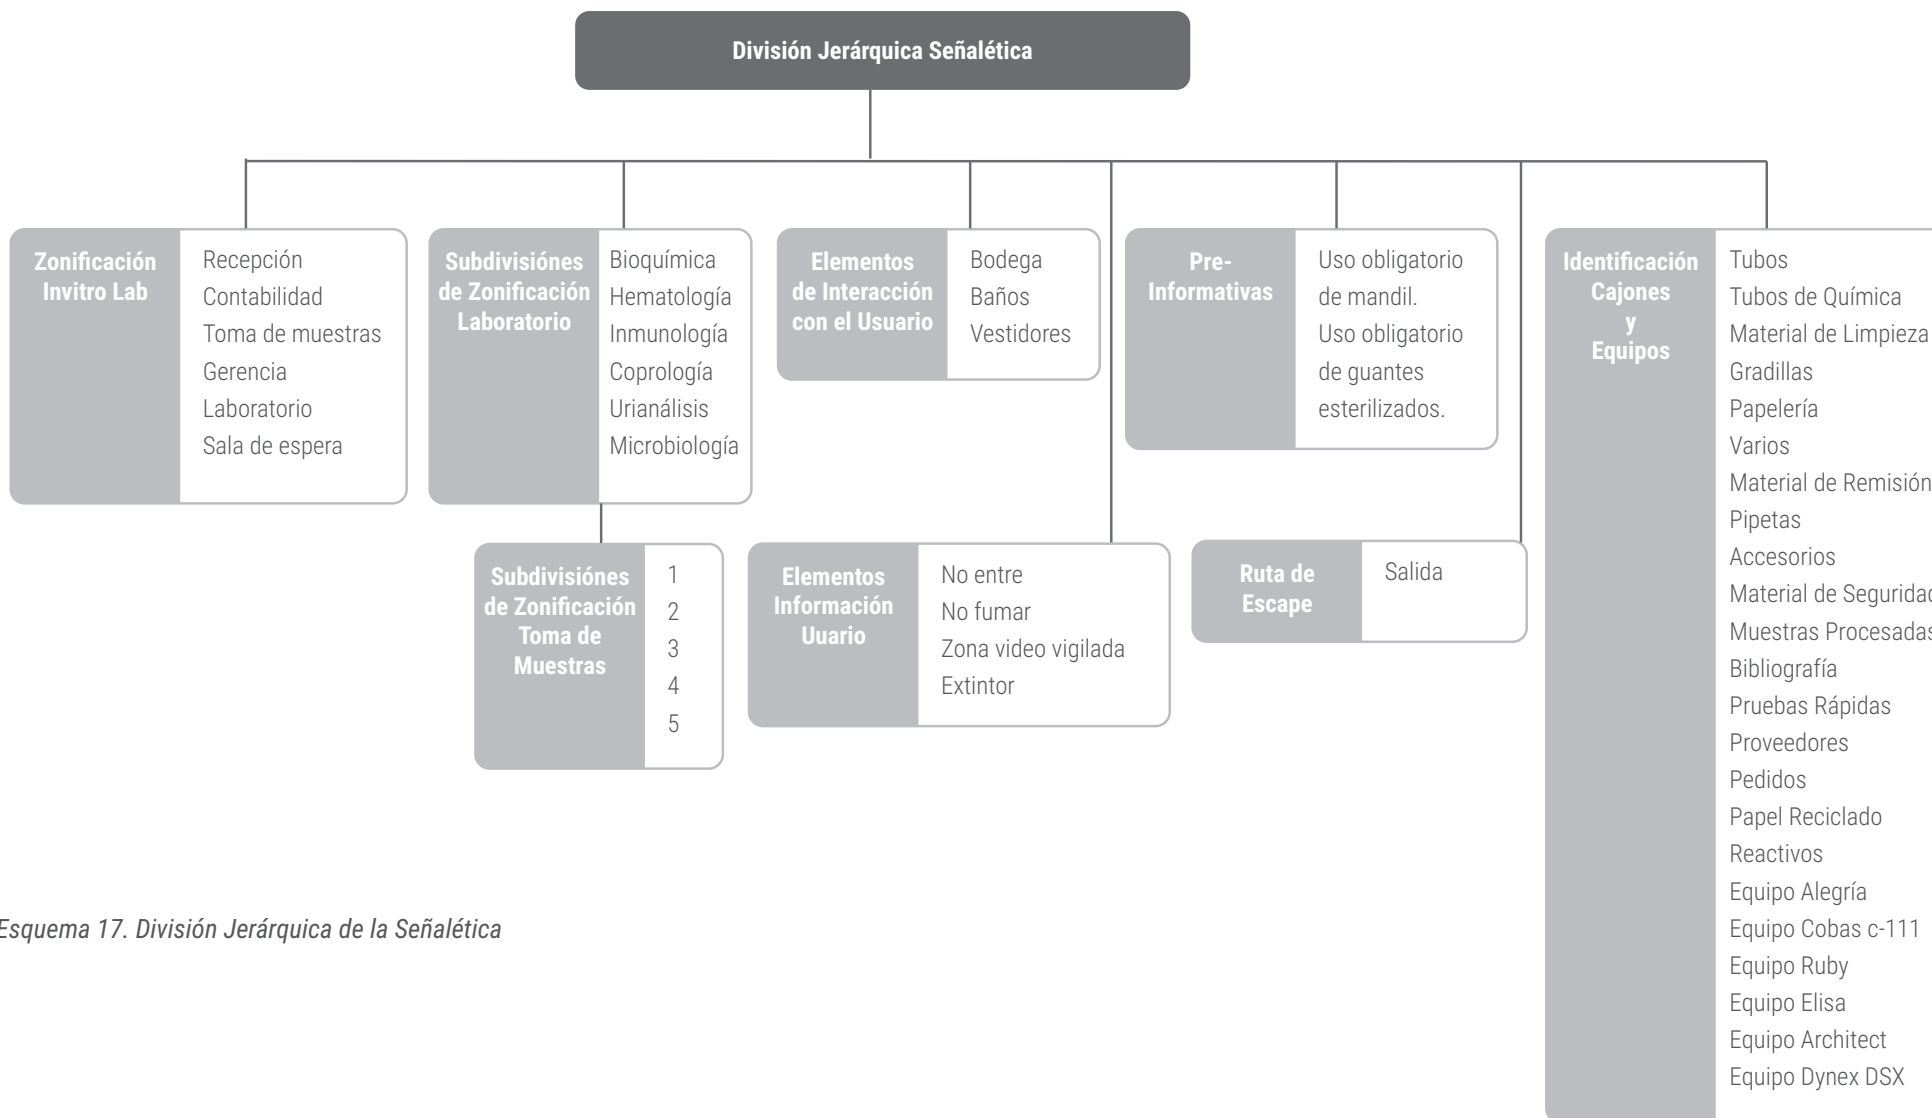 División Jerárquica Señalética
Zonificación
Invitro Lab
Recepción
Contabilidad
Toma de muestras
Gerencia
Laboratorio
Sala de espera
Subdivisiónes
de Zonificación
Laboratorio
Bioquímica
Hematología
Inmunología
Coprología
Urianálisis
Microbiología
Elementos
de Interacción
con el Usuario
Bodega
Baños
Vestidores
Pre-
Informativas
Uso obligatorio
de mandil.
Uso obligatorio
de guantes
esterilizados.
Identificación
Cajones
y
Equipos
Tubos
Tubos de Química
Material de Limpieza
Gradillas
Papelería
Varios
Material de Remisión
Pipetas
Accesorios
Material de Seguridad
Muestras Procesadas
Bibliografía
Pruebas Rápidas
Proveedores
Pedidos
Papel Reciclado
Reactivos
Equipo Alegría
Equipo Cobas c-111
Equipo Ruby
Equipo Elisa
Equipo Architect
Equipo Dynex DSX
Subdivisiónes
de Zonificación
Toma de
Muestras
1
2
3
4
5
Elementos
Información
Uuario
No entre
No fumar
Zona video vigilada
Extintor
Ruta de
Escape
Salida
Esquema 17. División Jerárquica de la Señalética